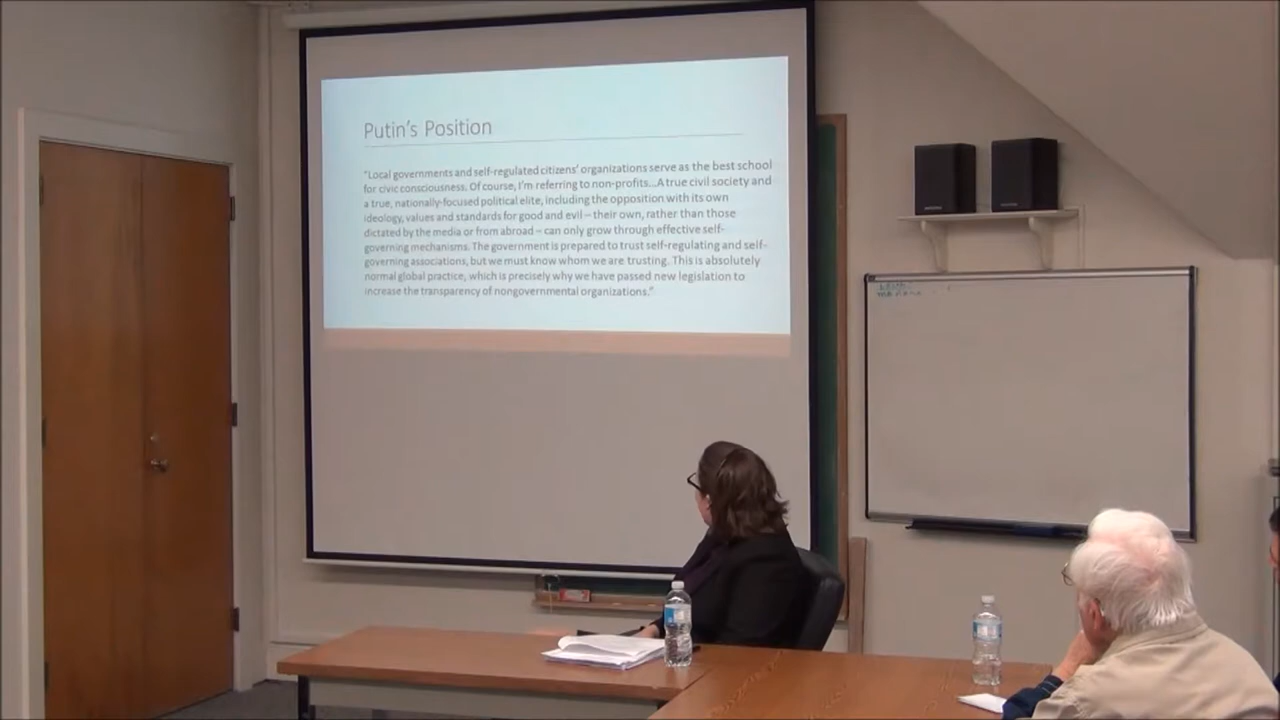 Putin's Position
"Local governments and self-regulated citizens' organizations serve as the best school
for civic consciousness. Of course, I'm referring to non-profits...A true civil society and
a true, nationally-focused political elite, including the opposition with its own
ideology, values and standards for good and evil – their own, rather than those
dictated by the media or from abroad – can only grow through effective self-
governing mechanisms. The government is prepared to trust self-regulating and self-
governing associations, but we must know whom we are trusting. This is absolutely
normal global practice, which is precisely why we have passed new legislation to
increase the transparency of nongovernmental organizations."